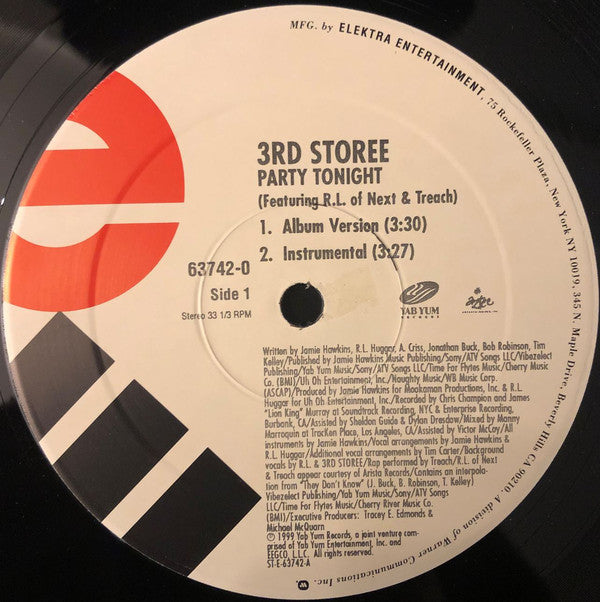 MFG. by ELEKTRA ENTERTAINMENT, 75 Rockefeller Plaza, New York NY 10019, 345 N. Maple Drive, Beverly Hills CA 90210. A division of Warner Communications Inc.
3RD STOREE
PARTY TONIGHT
(Featuring R.L. of Next & Treach)
1. Album Version (3:30)
2. Instrumental (3:27)
63742-0
Side 1
Stereo 33 1/3 RPM
YAB YUM
RECORDS
Written by Jamie Hawkins, R.L. Huggar, A. Criss, Jonathan Buck, Bob Robinson, Tim
Kelley/Published by Jamie Hawkins Music Publishing/Sony/ATV Songs LLC/Vibezelect
Publishing/Yab Yum Music/Sony/ATV Songs LLC/Time For Flytes Music/Cherry Music
Co. (BMI)/Uh Oh Entertainment, Inc./Naughty Music/WB Music Corp.
(ASCAP)/Produced by Jamie Hawkins for Maakaman Productions, Inc. & R.L.
Huggar for Uh Oh Entertainment, Inc./Recorded by Chris Champion and James
"Lion King" Murray at Soundtrack Recording, NYC & Enterprise Recording,
Burbank, CA/Assisted by Sheldon Guide & Dylan Dresdow/Mixed by Manny
Marroquin at TracKen Place, Los Angeles, CA/Assisted by Victor McCoy/All
instruments by Jamie Hawkins/Vocal arrangements by Jamie Hawkins &
R.L. Huggar/Additional vocal arrangements by Tim Carter/Background
vocals by R.L. & 3RD STOREE/Rap performed by Treach/R.L. of Next
& Treach appear courtesy of Arista Records/Contains an interpola-
tion from "They Don't Know" (J. Buck, B. Robinson, T. Kelley)
Vibezelect Publishing/Yab Yum Music/Sony/ATV Songs
LLC/Time For Flytes Music/Cherry River Music Co.
(BMI)/Executive Producers: Tracey E. Edmonds &
Michael McQuarn
Ⓟ 1999 Yab Yum Records, a joint venture com-
prised of Yab Yum Entertainment, Inc. and
EEGCO, L.L.C. All rights reserved.
ST-E-63742-A